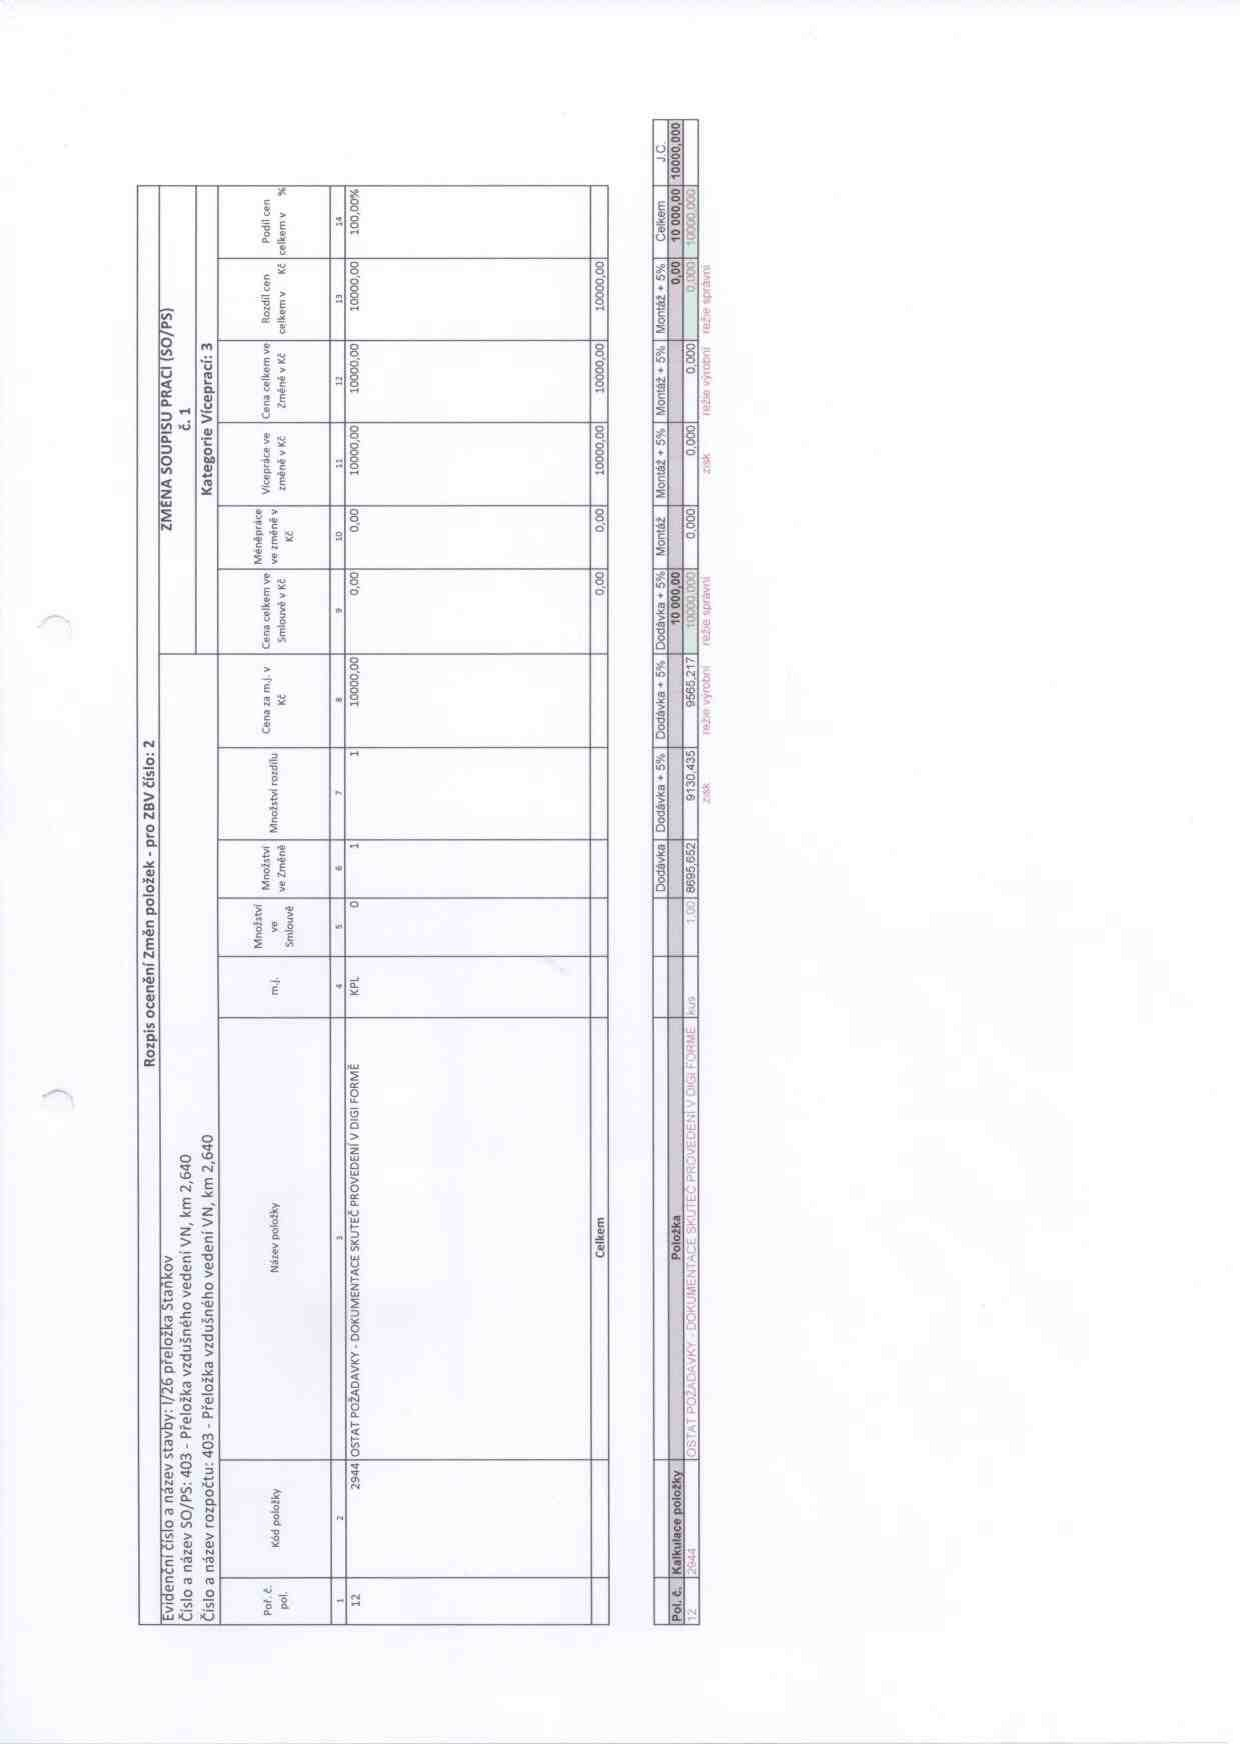 Rozpis ocenění Změn položek - pro ZBV číslo: 2
Evidenční číslo a název stavby: I/26 přeložka Staňkov
Číslo a název SO/PS: 403 - Přeložka vzdušného vedení VN, km 2,640
Číslo a název rozpočtu: 403 - Přeložka vzdušného vedení VN, km 2,640
ZMĚNA SOUPISU PRACÍ (SO/PS)
č. 1
Kategorie Víceprací: 3
Poř. č. pol. Kód položky Název položky m.j. Množství ve Smlouvě Množství ve Změně Množství rozdílu Cena za m.j. v Kč Cena celkem ve Smlouvě v Kč Méněpráce ve změně v Kč Vícepráce ve změně v Kč Cena celkem ve Změně v Kč Rozdíl cen celkem v Kč Podíl cen celkem v %
1 2 3 4 5 6 7 8 9 10 11 12 13 14
12 2944 OSTAT POŽADAVKY - DOKUMENTACE SKUTEČ PROVEDENÍ V DIGI FORMĚ KPL 0 1 1 10000,00 0,00 0,00 10000,00 10000,00 10000,00 100,00%
Celkem 0,00 0,00 10000,00 10000,00 10000,00
Dodávka Dodávka + 5% Dodávka + 5% Dodávka + 5% Montáž Montáž + 5% Montáž + 5% Montáž + 5% Celkem J.C.
Pol. č. Kalkulace položky Položka 10 000,00 0,00 10 000,00 10000,000
12 2944 OSTAT POŽADAVKY - DOKUMENTACE SKUTEČ PROVEDENÍ V DIGI FORMĚ kus 1,00 8695,652 9130,435 9565,217 10000,000 0,000 0,000 0,000 0,000 10000,000
zisk režie výrobní režie správní zisk režie výrobní režie správní